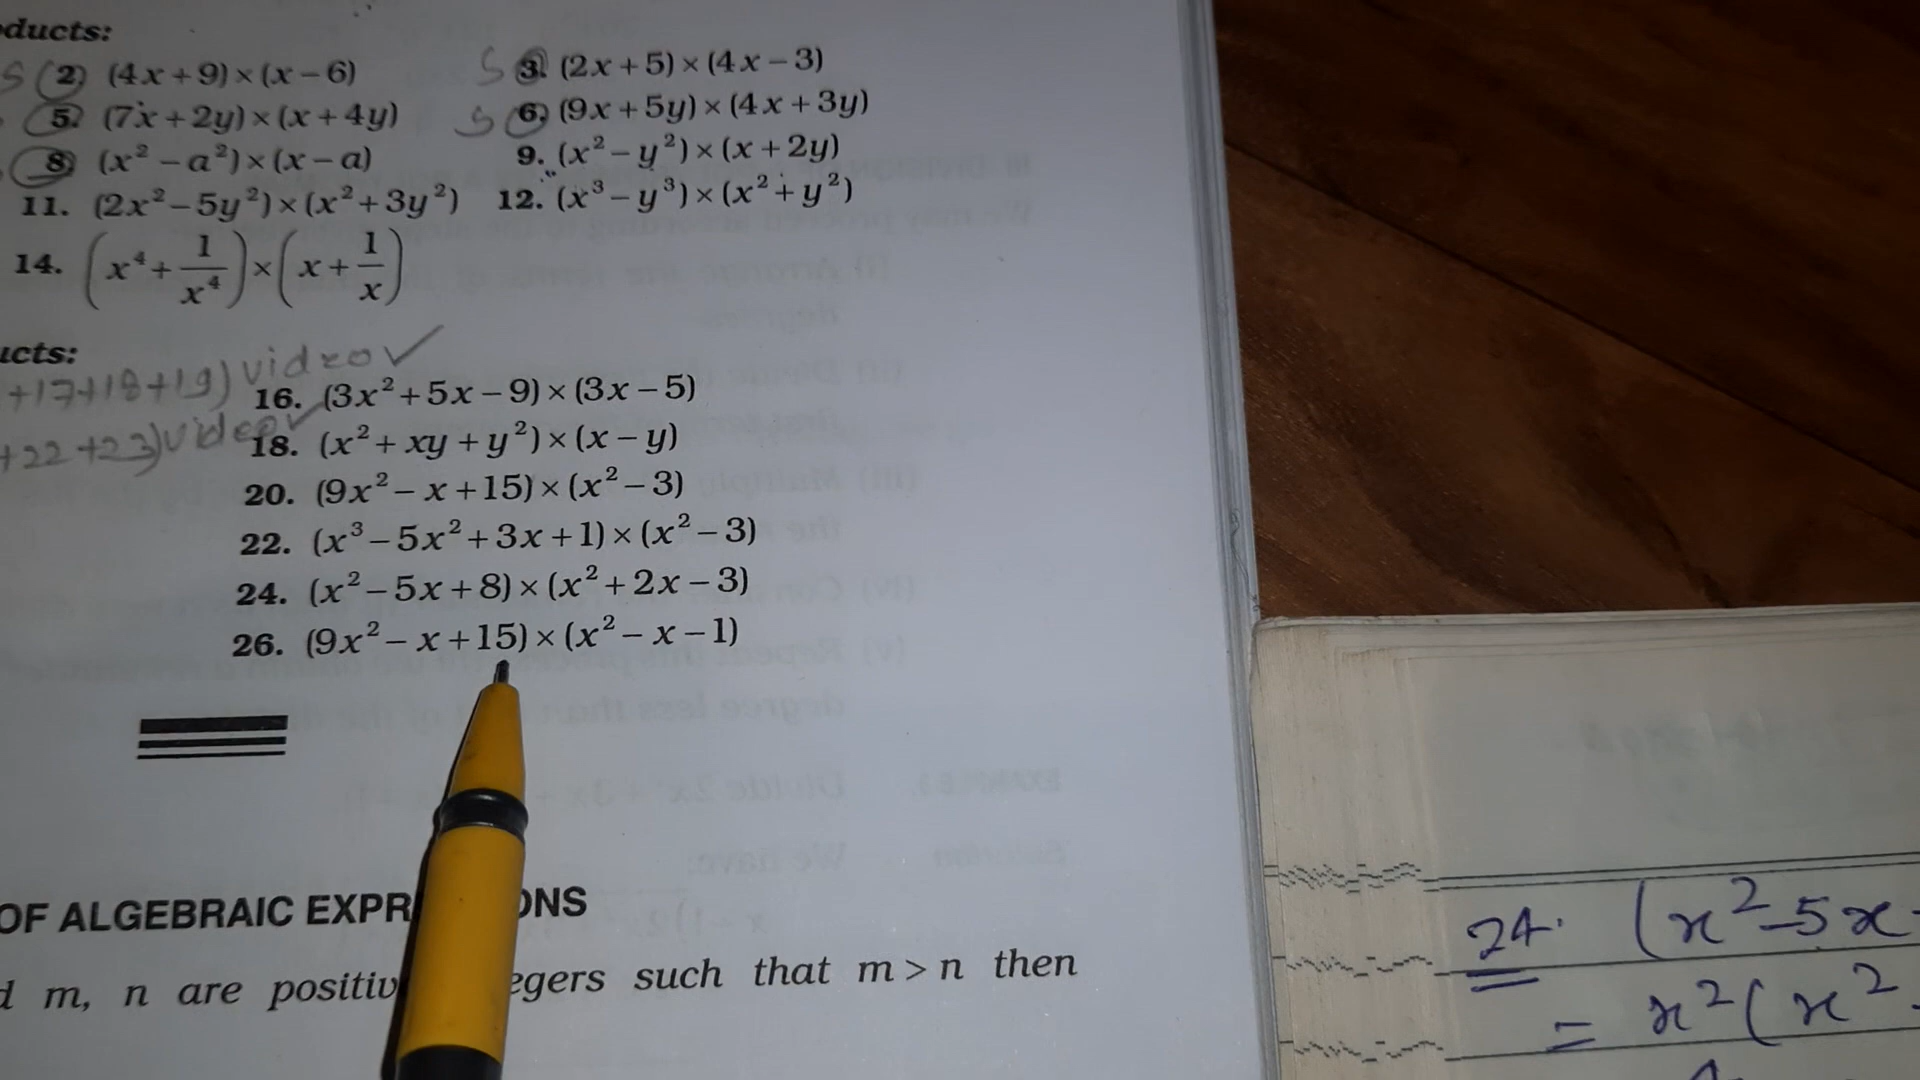 ducts:
S (2) (4x+9)×(x−6) S 3. (2x+5)×(4x−3)
5. (7x+2y)×(x+4y) S 6. (9x+5y)×(4x+3y)
8. (x²−a²)×(x−a) 9. (x²−y²)×(x+2y)
11. (2x²−5y²)×(x²+3y²) 12. (x³−y³)×(x²+y²)
14. (x⁴+1/x⁴)×(x+1/x)
ucts:
+17+18+19) video ✓
16. (3x²+5x−9)×(3x−5)
+22+23) video ✓
18. (x²+xy+y²)×(x−y)
20. (9x²−x+15)×(x²−3)
22. (x³−5x²+3x+1)×(x²−3)
24. (x²−5x+8)×(x²+2x−3)
26. (9x²−x+15)×(x²−x−1)
OF ALGEBRAIC EXPR ONS
m, n are positiv egers such that m>n then
24. (x²−5x
= x²(x²